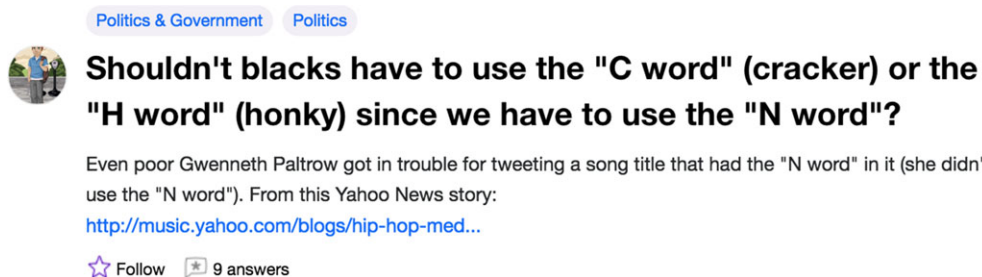 Politics & Government Politics
Shouldn't blacks have to use the "C word" (cracker) or the
"H word" (honky) since we have to use the "N word"?
Even poor Gwenneth Paltrow got in trouble for tweeting a song title that had the "N word" in it (she didn'
use the "N word"). From this Yahoo News story:
http://music.yahoo.com/blogs/hip-hop-med...
Follow 9 answers